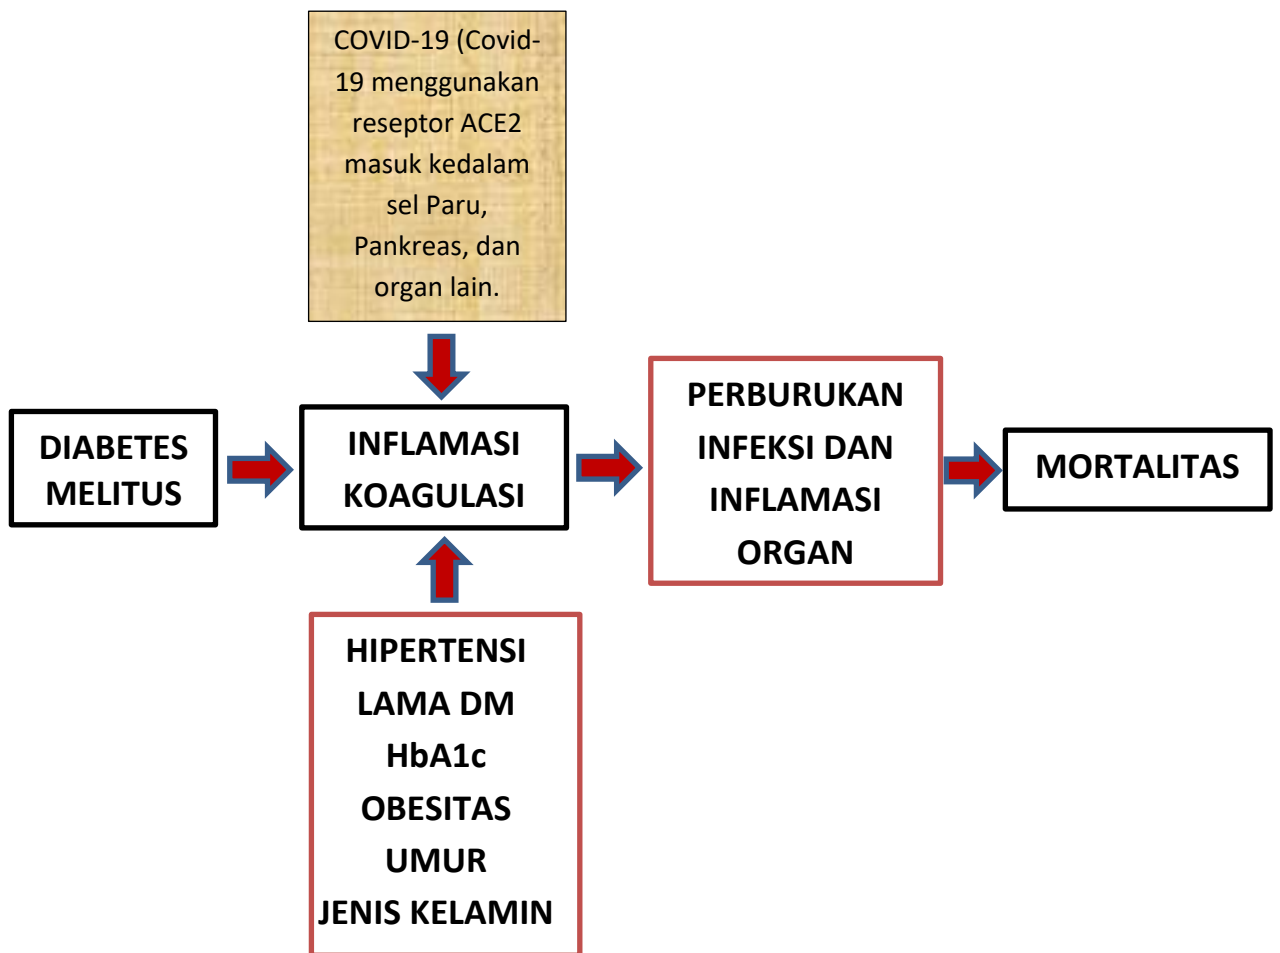 COVID-19 (Covid-
19 menggunakan
reseptor ACE2
masuk kedalam
sel Paru,
Pankreas, dan
organ lain.
DIABETES
MELITUS
INFLAMASI
KOAGULASI
PERBURUKAN
INFEKSI DAN
INFLAMASI
ORGAN
MORTALITAS
HIPERTENSI
LAMA DM
HbA1c
OBESITAS
UMUR
JENIS KELAMIN